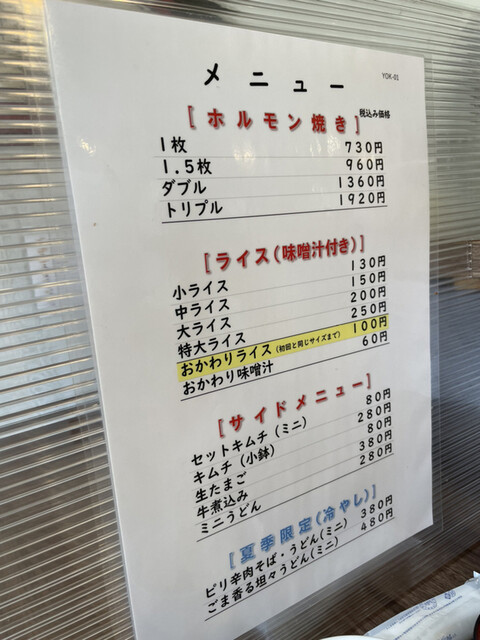 メニュー
YOK-01
[ホルモン焼き] 税込み価格
1枚 730円
1.5枚 960円
ダブル 1360円
トリプル 1920円
[ライス(味噌汁付き)]
小ライス 130円
中ライス 150円
大ライス 200円
特大ライス 250円
おかわりライス(初回と同じサイズまで) 100円
おかわり味噌汁 60円
[サイドメニュー]
セットキムチ(ミニ) 80円
キムチ(小鉢) 280円
生たまご 80円
牛煮込み 380円
ミニうどん 280円
[夏季限定(冷やし)]
ピリ辛肉そば・うどん(ミニ) 380円
ごま香る坦々うどん(ミニ) 480円